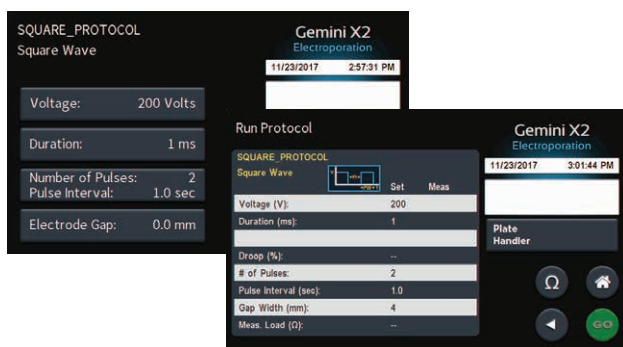 SQUARE_PROTOCOL
Square Wave
Gemini X2
Electroporation
11/23/2017 2:57:31 PM
Voltage: 200 Volts
Duration: 1 ms
Number of Pulses: 2
Pulse Interval: 1.0 sec
Electrode Gap: 0.0 mm
Run Protocol
Gemini X2
Electroporation
11/23/2017 3:01:44 PM
SQUARE_PROTOCOL
Square Wave
Set Meas
Voltage (V): 200
Duration (ms): 1
Droop (%): --
# of Pulses: 2
Pulse Interval (sec): 1.0
Gap Width (mm): 4
Meas. Load (Ω): --
Plate
Handler
Ω
GO